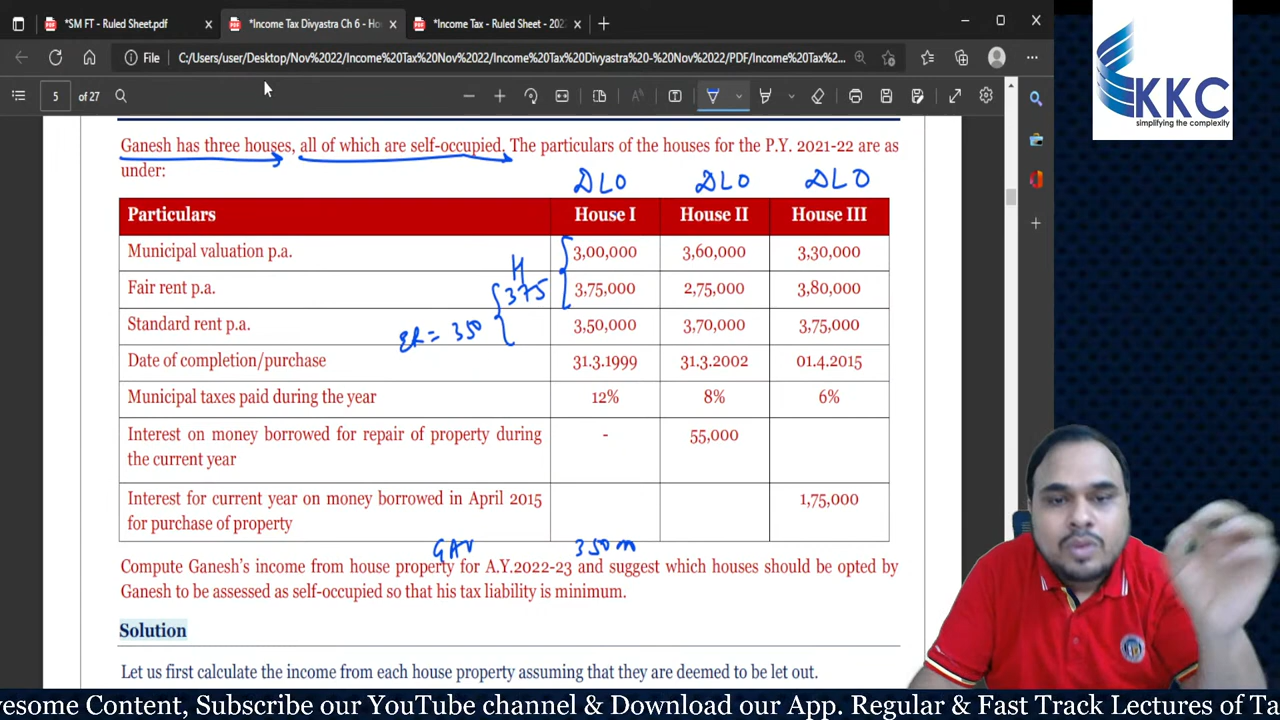 *SM FT - Ruled Sheet.pdf
*Income Tax Divyastra Ch 6 - Ho
*Income Tax - Ruled Sheet - 202
File
C:/Users/user/Desktop/Nov%2022/Income%20Tax%20Nov%2022/Income%20Tax%20Divyastra%20-%20Nov%2022/PDF/Income%20Tax%2...
5 of 27
KKC
simplifying the complexity
Ganesh has three houses, all of which are self-occupied. The particulars of the houses for the P.Y. 2021-22 are as
under:
DLO DLO DLO
Particulars House I House II House III
Municipal valuation p.a. 3,00,000 3,60,000 3,30,000
H
Fair rent p.a. 375 3,75,000 2,75,000 3,80,000
Standard rent p.a. ER = 350 3,50,000 3,70,000 3,75,000
Date of completion/purchase 31.3.1999 31.3.2002 01.4.2015
Municipal taxes paid during the year 12% 8% 6%
Interest on money borrowed for repair of property during - 55,000
the current year
Interest for current year on money borrowed in April 2015 1,75,000
for purchase of property
GAV 350
Compute Ganesh's income from house property for A.Y.2022-23 and suggest which houses should be opted by
Ganesh to be assessed as self-occupied so that his tax liability is minimum.
Solution
Let us first calculate the income from each house property assuming that they are deemed to be let out.
esome Content, Subscribe our YouTube channel & Download our App. Regular & Fast Track Lectures of Ta